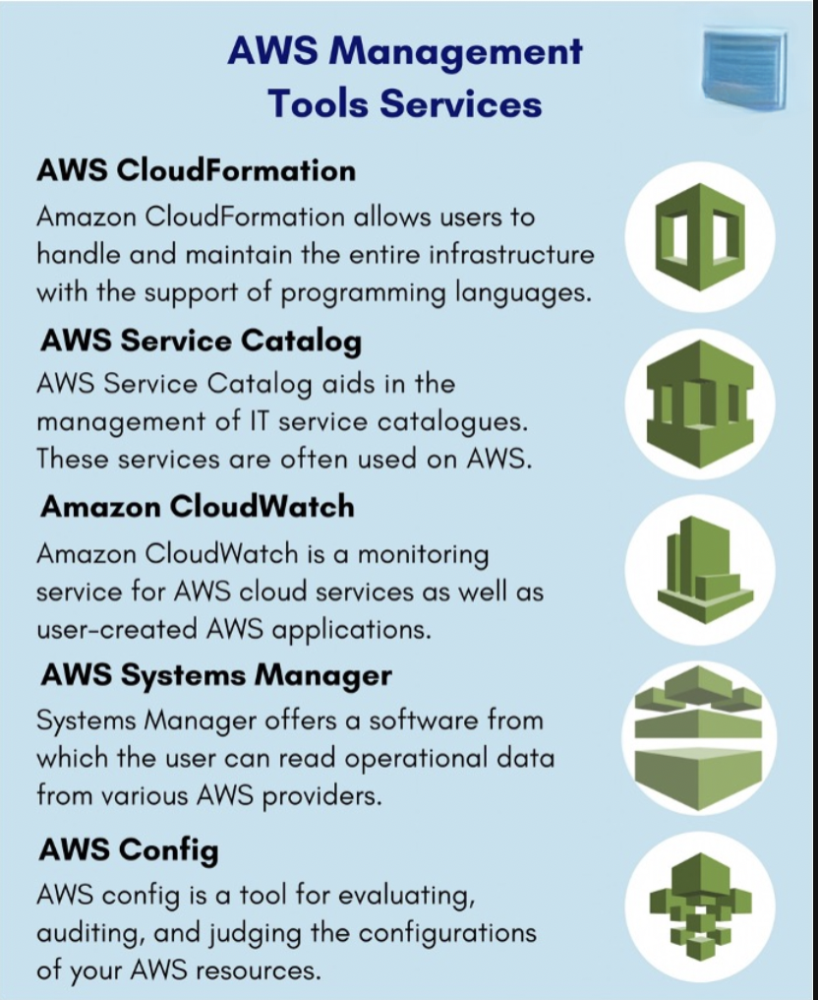 AWS Management
Tools Services
AWS CloudFormation
Amazon CloudFormation allows users to
handle and maintain the entire infrastructure
with the support of programming languages.
AWS Service Catalog
AWS Service Catalog aids in the
management of IT service catalogues.
These services are often used on AWS.
Amazon CloudWatch
Amazon CloudWatch is a monitoring
service for AWS cloud services as well as
user-created AWS applications.
AWS Systems Manager
Systems Manager offers a software from
which the user can read operational data
from various AWS providers.
AWS Config
AWS config is a tool for evaluating,
auditing, and judging the configurations
of your AWS resources.